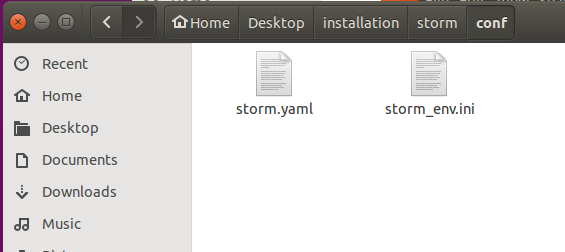 Home Desktop installation storm conf
Recent
Home
Desktop
Documents
Downloads
Music
storm.yaml
storm_env.ini